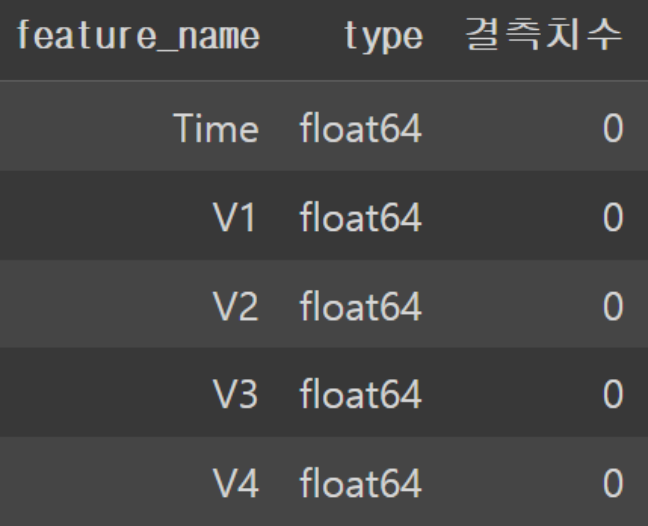 feature_name type 결측치수
Time float64 0
V1 float64 0
V2 float64 0
V3 float64 0
V4 float64 0